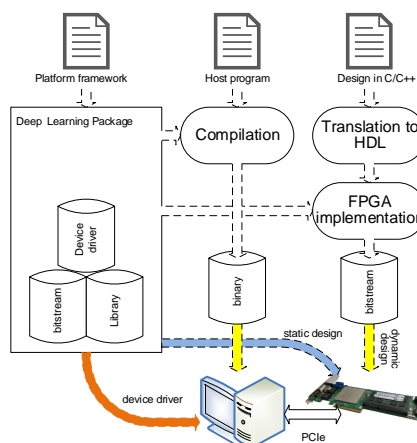 Platform framework
Host program
Design in C/C++
Deep Learning Package
Compilation
Translation to
HDL
FPGA
implementation
Device
driver
bitstream
Library
binary
bitstream
static design
dynamic
design
device driver
PCIe